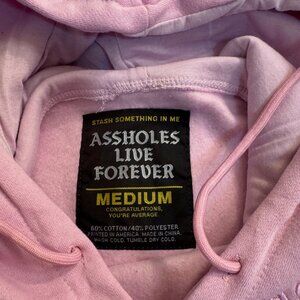 STASH SOMETHING IN ME
ASSHOLES
LIVE
FOREVER
MEDIUM
CONGRATULATIONS,
YOU'RE AVERAGE
60% COTTON/40% POLYESTER
PRINTED IN AMERICA. MADE IN CHINA.
WASH COLD. TUMBLE DRY COLD.